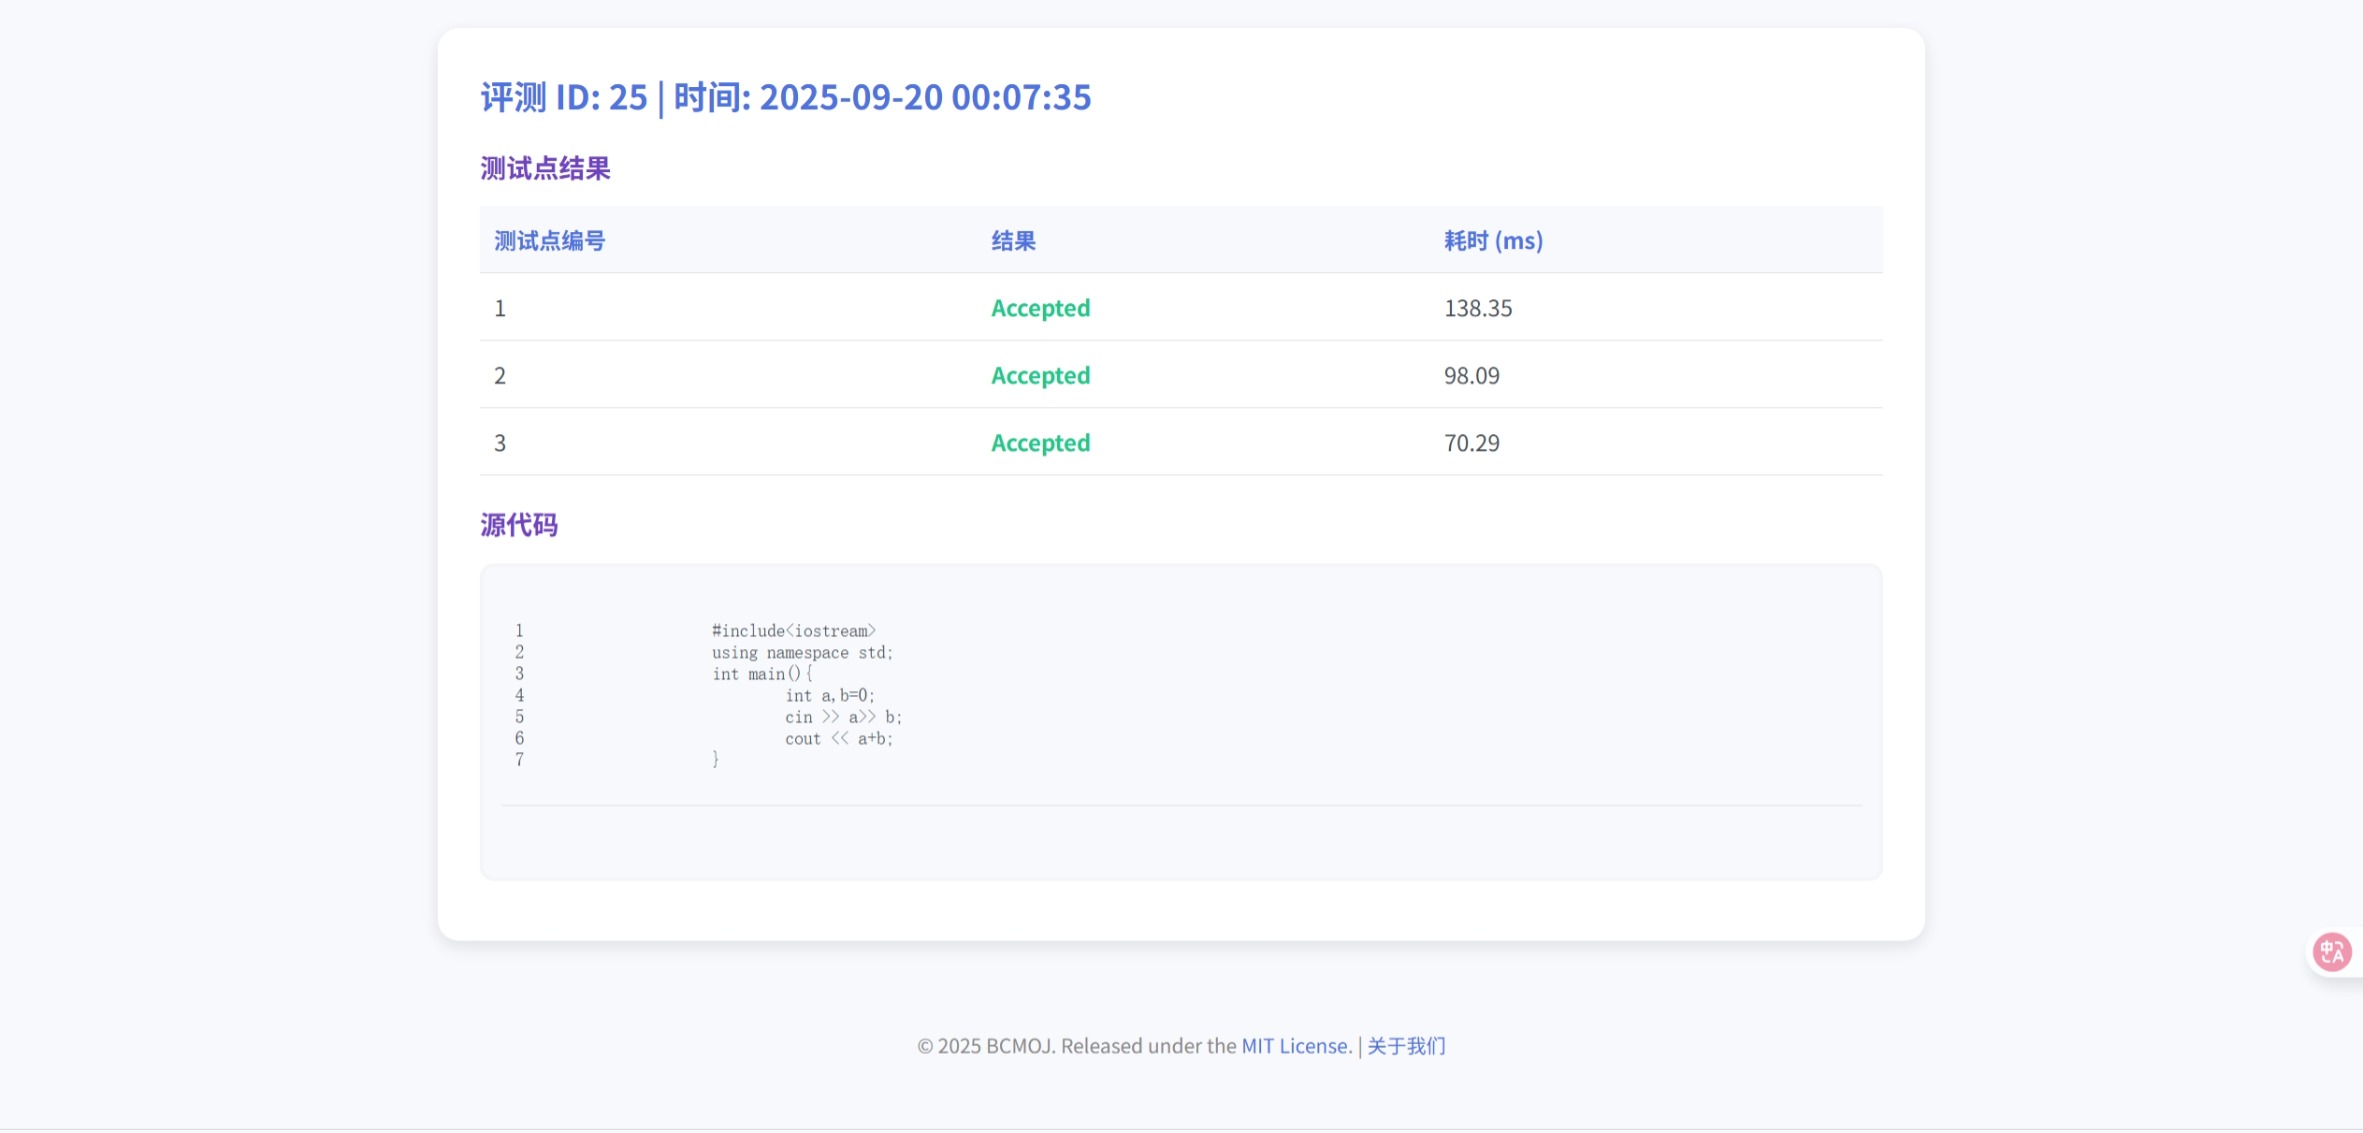 评测 ID: 25 | 时间: 2025-09-20 00:07:35
测试点结果
测试点编号 结果 耗时 (ms)
1 Accepted 138.35
2 Accepted 98.09
3 Accepted 70.29
源代码
1 #include<iostream>
2 using namespace std;
3 int main(){
4 int a,b=0;
5 cin >> a>> b;
6 cout << a+b;
7 }
中A
© 2025 BCMOJ. Released under the MIT License. | 关于我们